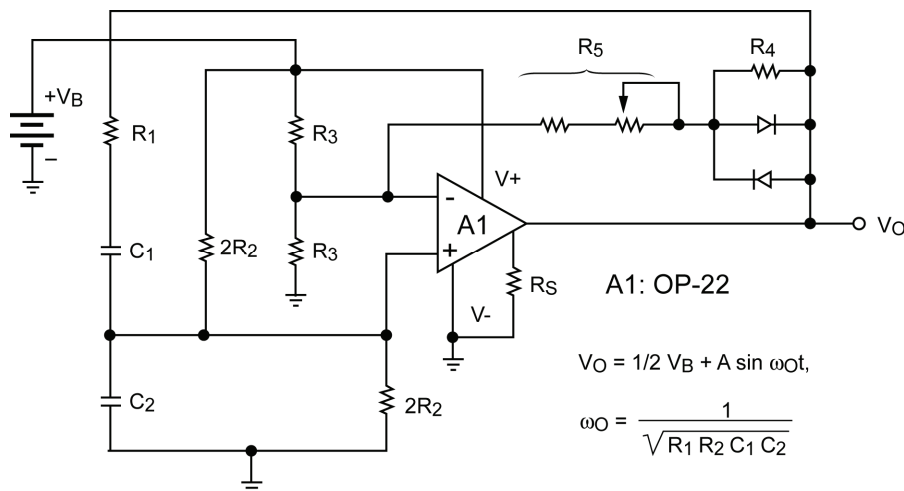 +VB
−
R1
C1
C2
2R2
R3
R3
R5
R4
V+
-
A1
+
V-
RS
2R2
VO
A1: OP-22
VO = 1/2 VB + A sin ωOt,
ωO = 1 / √R1 R2 C1 C2